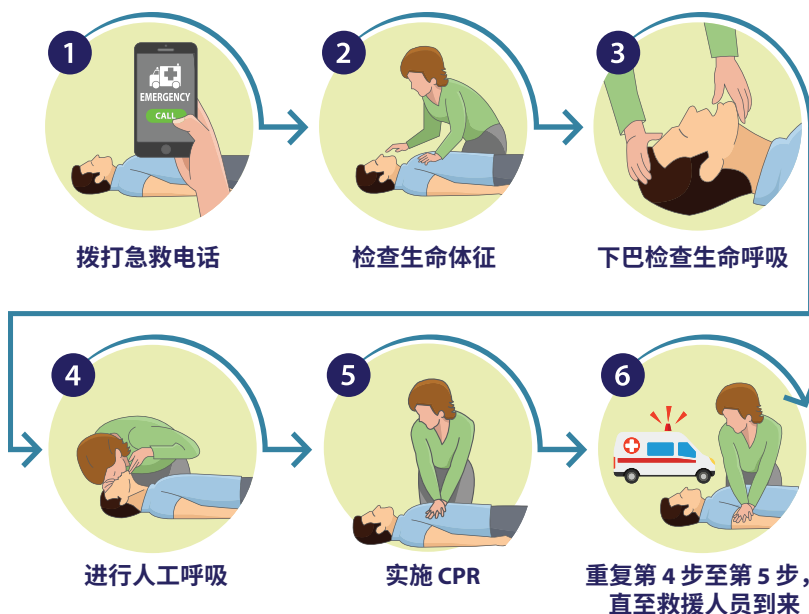 1
EMERGENCY
CALL
拨打急救电话
2
检查生命体征
3
下巴检查生命呼吸
4
进行人工呼吸
5
实施 CPR
6
重复第 4 步至第 5 步，
直至救援人员到来